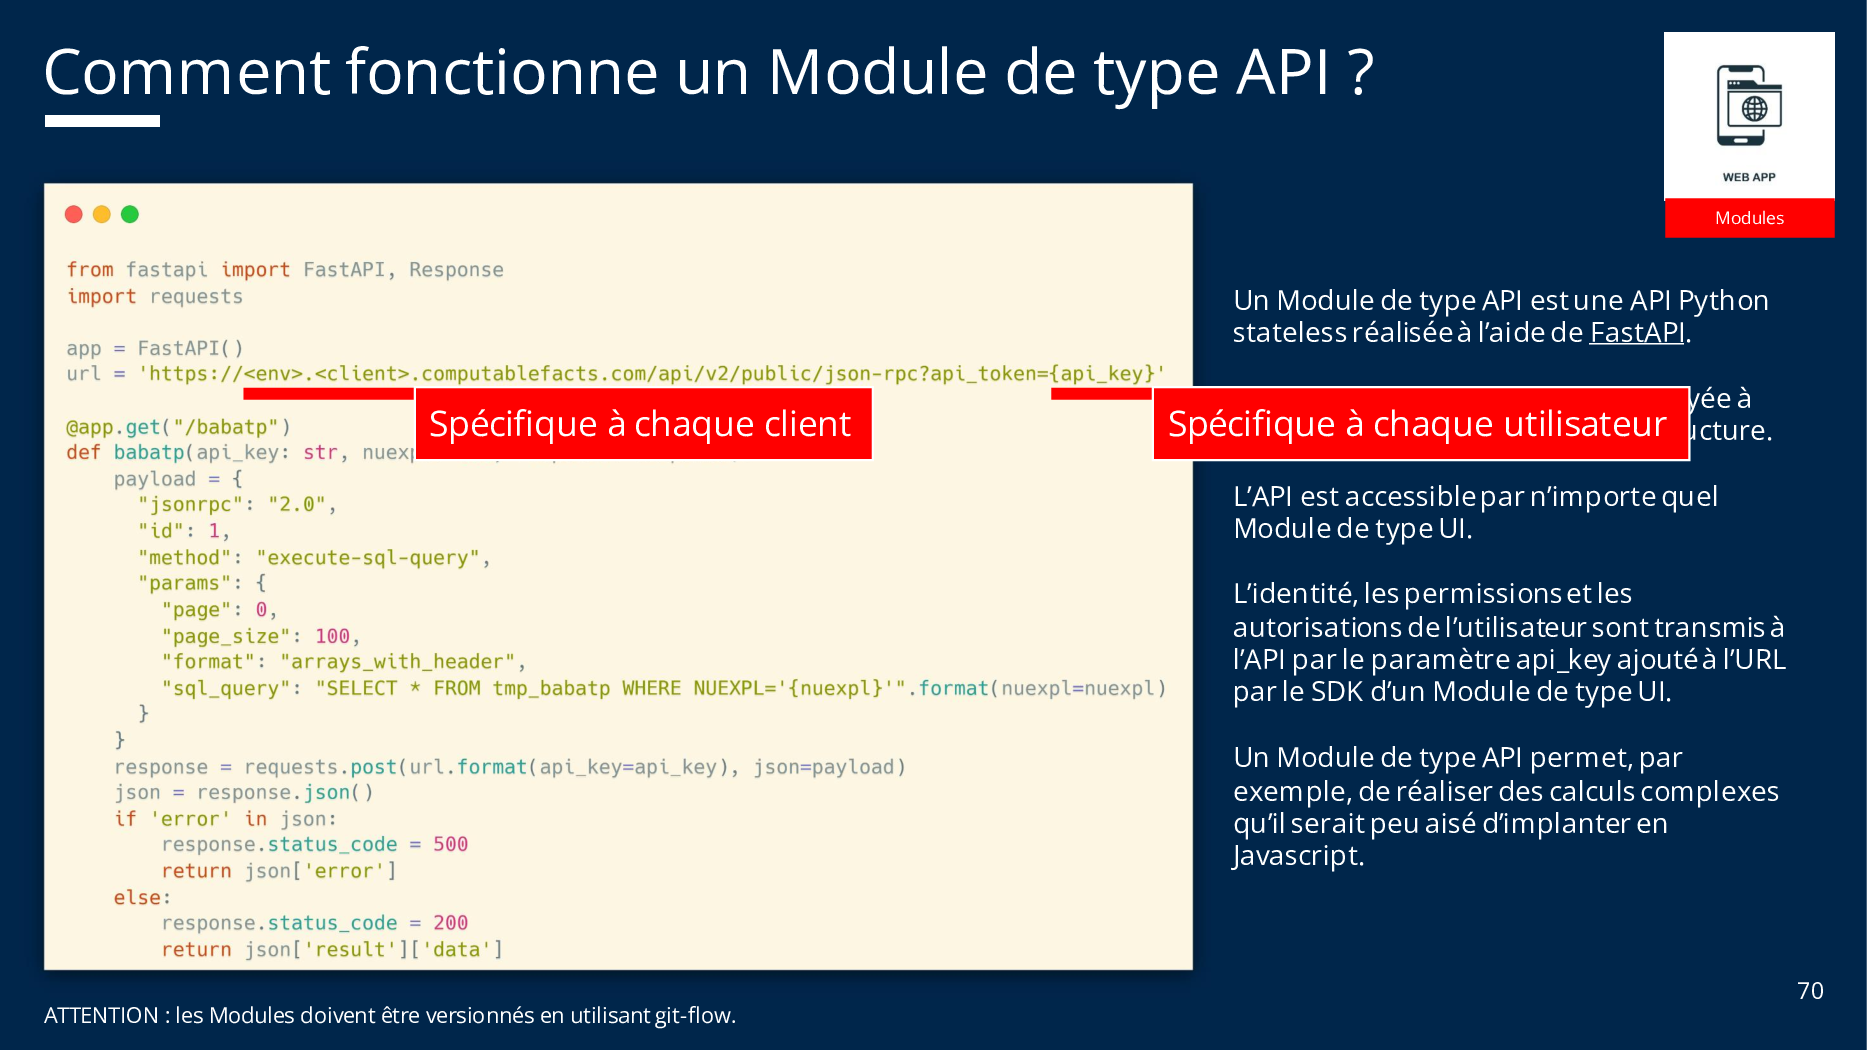 Comment fonctionne un Module de type API ?
WEB APP
Modules
from fastapi import FastAPI, Response
import requests
app = FastAPI()
url = 'https://<env>.<client>.computablefacts.com/api/v2/public/json-rpc?api_token={api_key}'
Spécifique à chaque client
Spécifique à chaque utilisateur
@app.get("/babatp")
def babatp(api_key: str,
payload = {
"jsonrpc": "2.0",
"id": 1,
"method": "execute-sql-query",
"params": {
"page": 0,
"page_size": 100,
"format": "arrays_with_header",
"sql_query": "SELECT * FROM tmp_babatp WHERE NUEXPL='{nuexpl}'".format(nuexpl=nuexpl)
}
}
response = requests.post(url.format(api_key=api_key), json=payload)
json = response.json()
if 'error' in json:
response.status_code = 500
return json['error']
else:
response.status_code = 200
return json['result']['data']
Un Module de type API est une API Python
stateless réalisée à l’aide de FastAPI.
à
L’API est accessible par n’importe quel
Module de type UI.
L’identité, les permissions et les
autorisations de l’utilisateur sont transmis à
l’API par le paramètre api_key ajouté à l’URL
par le SDK d’un Module de type UI.
Un Module de type API permet, par
exemple, de réaliser des calculs complexes
qu’il serait peu aisé d’implanter en
Javascript.
70
ATTENTION : les Modules doivent être versionnés en utilisant git-flow.